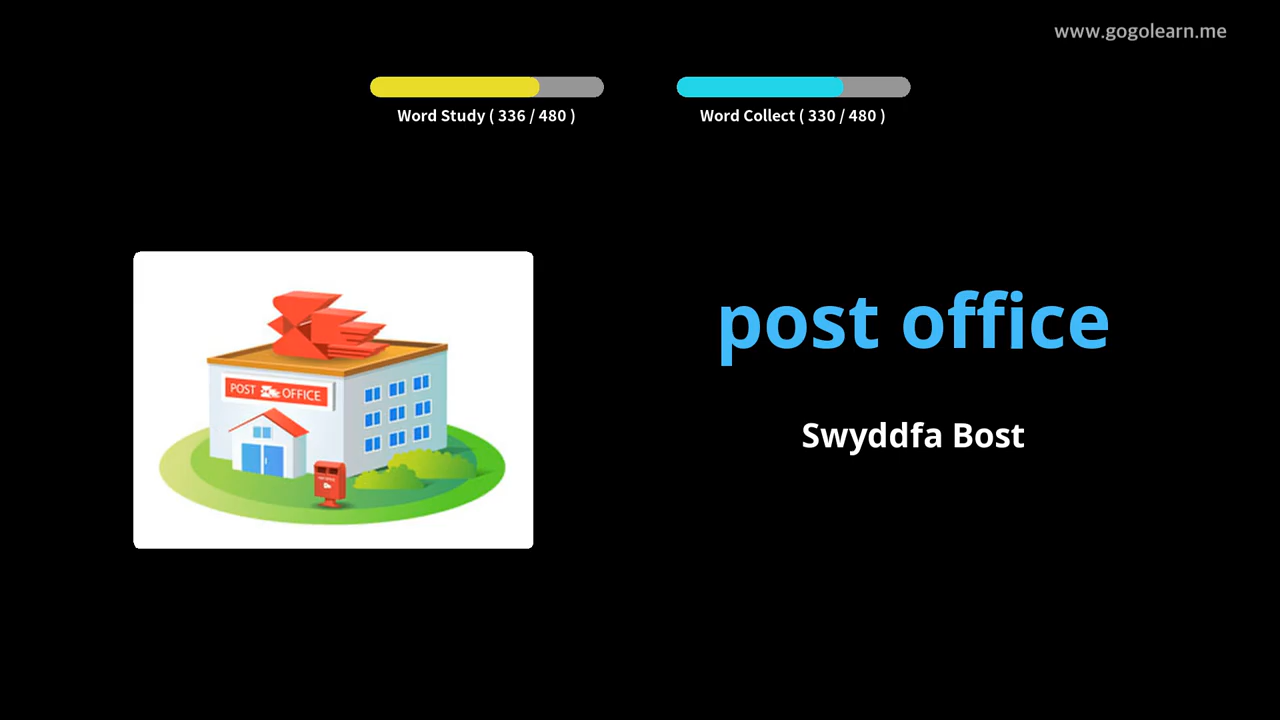 www.gogolearn.me
Word Study ( 336 / 480 )
Word Collect ( 330 / 480 )
POST OFFICE
post office
Swyddfa Bost